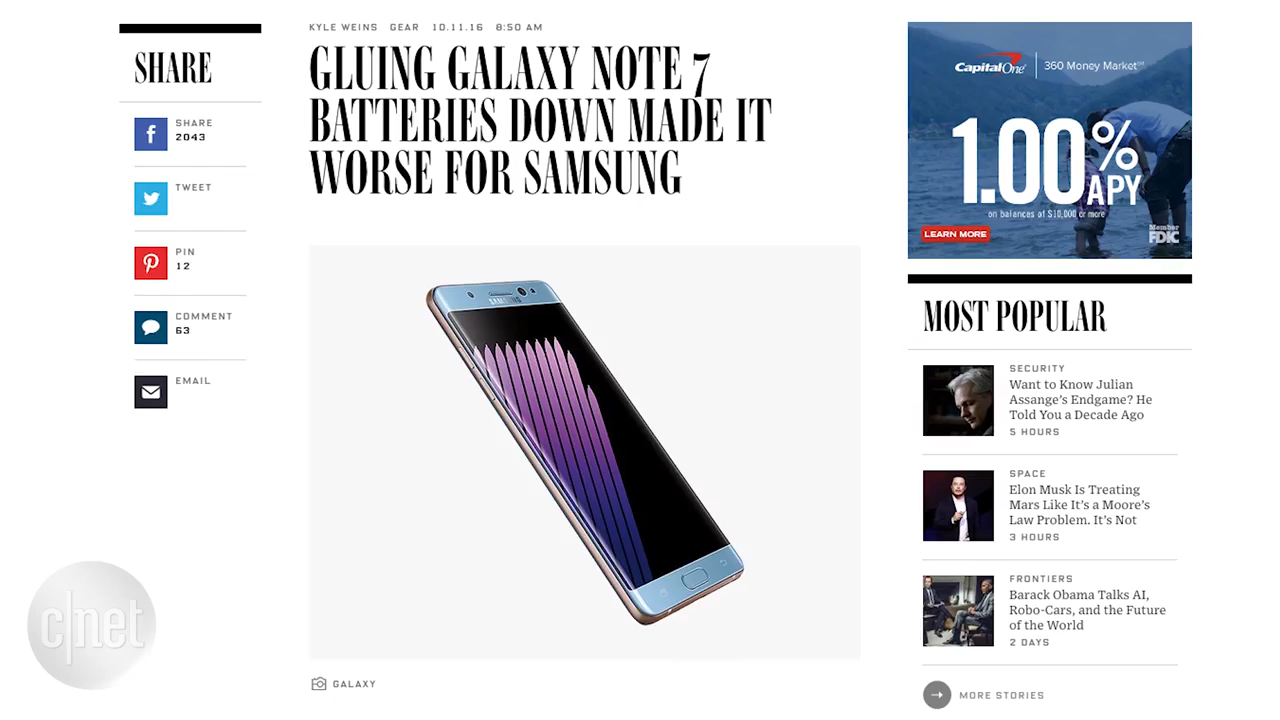 SHARE
SHARE
2043
TWEET
PIN
12
COMMENT
63
EMAIL
KYLE WEINS GEAR 10.11.16 8:50 AM
GLUING GALAXY NOTE 7
BATTERIES DOWN MADE IT
WORSE FOR SAMSUNG
SAMSUNG
GALAXY
Capital One 360 Money Market℠
1.00% APY
on balances at $10,000 or more
LEARN MORE
Member
FDIC
MOST POPULAR
SECURITY
Want to Know Julian
Assange's Endgame? He
Told You a Decade Ago
5 HOURS
SPACE
Elon Musk Is Treating
Mars Like It's a Moore's
Law Problem. It's Not
3 HOURS
FRONTIERS
Barack Obama Talks AI,
Robo-Cars, and the Future
of the World
2 DAYS
MORE STORIES
c|net